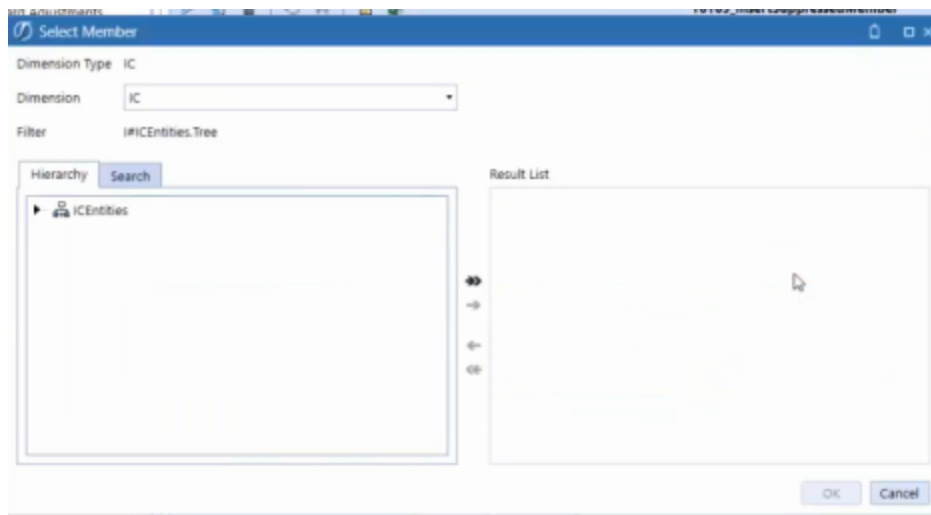 Select Member
Dimension Type IC
Dimension IC
Filter I#ICEntities.Tree
Hierarchy Search Result List
ICEntities
OK Cancel